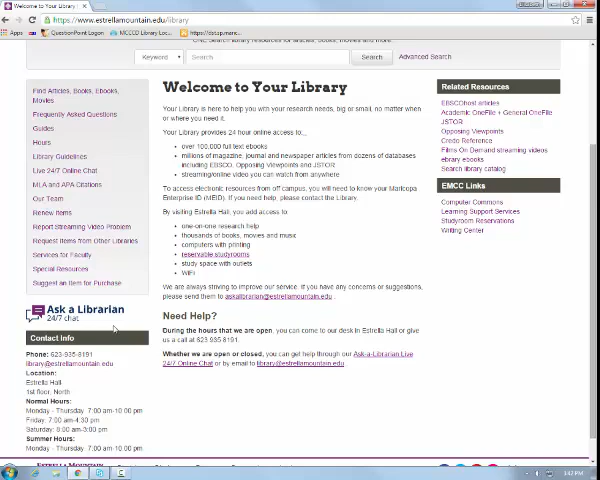 Welcome to Your Library
https://www.estrellamountain.edu/library
Apps
QuestionPoint Logon
MCCCD Library Goo
Keyword
Search
Search
Advanced Search
Find Articles, Books, Ebooks,
Movies
Frequently Asked Questions
Guides
Hours
Library Guidelines
Live 24/7 Online Chat
MLA and APA Citations
Our Team
Renew Items
Report Streaming Video Problem
Request Items from Other Libraries
Services for Faculty
Special Resources
Suggest an Item for Purchase
Ask a Librarian
24/7 chat
Contact Info
Phone: 623-935-8191
library@estrellamountain.edu
Location:
Estrella Hall
1st floor, North
Normal Hours:
Monday - Thursday 7:00 am-10:00 pm
Friday: 7:00 am-4:30 pm
Saturday: 8:00 am-3:00 pm
Summer Hours:
Monday - Thursday 7:00 am-10:00 pm
Welcome to Your Library
Your Library is here to help you with your research needs, big or small, no matter when
or where you need it.
Your Library provides 24 hour online access to:
over 100,000 full text ebooks
millions of magazine, journal and newspaper articles from dozens of databases
including EBSCO, Opposing Viewpoints and JSTOR
streaming/online video you can watch from anywhere
To access electronic resources from off campus, you will need to know your Maricopa
Enterprise ID (MEID). If you need help, please contact the Library.
By visiting Estrella Hall, you add access to:
one-on-one research help
thousands of books, movies and music
computers with printing
reservable studyrooms
study space with outlets
WiFi
We are always striving to improve our service. If you have any concerns or suggestions,
please send them to askalibrarian@estrellamountain.edu .
Need Help?
During the hours that we are open, you can come to our desk in Estrella Hall or give
us a call at 623.935.8191.
Whether we are open or closed, you can get help through our Ask-a-Librarian Live
24/7 Online Chat or by email to library@estrellamountain.edu.
Related Resources
EBSCOhost articles
Academic OneFile + General OneFile
JSTOR
Opposing Viewpoints
Credo Reference
Films On Demand streaming videos
ebrary ebooks
Search library catalog
EMCC Links
Computer Commons
Learning Support Services
Studyroom Reservations
Writing Center
3:42 PM